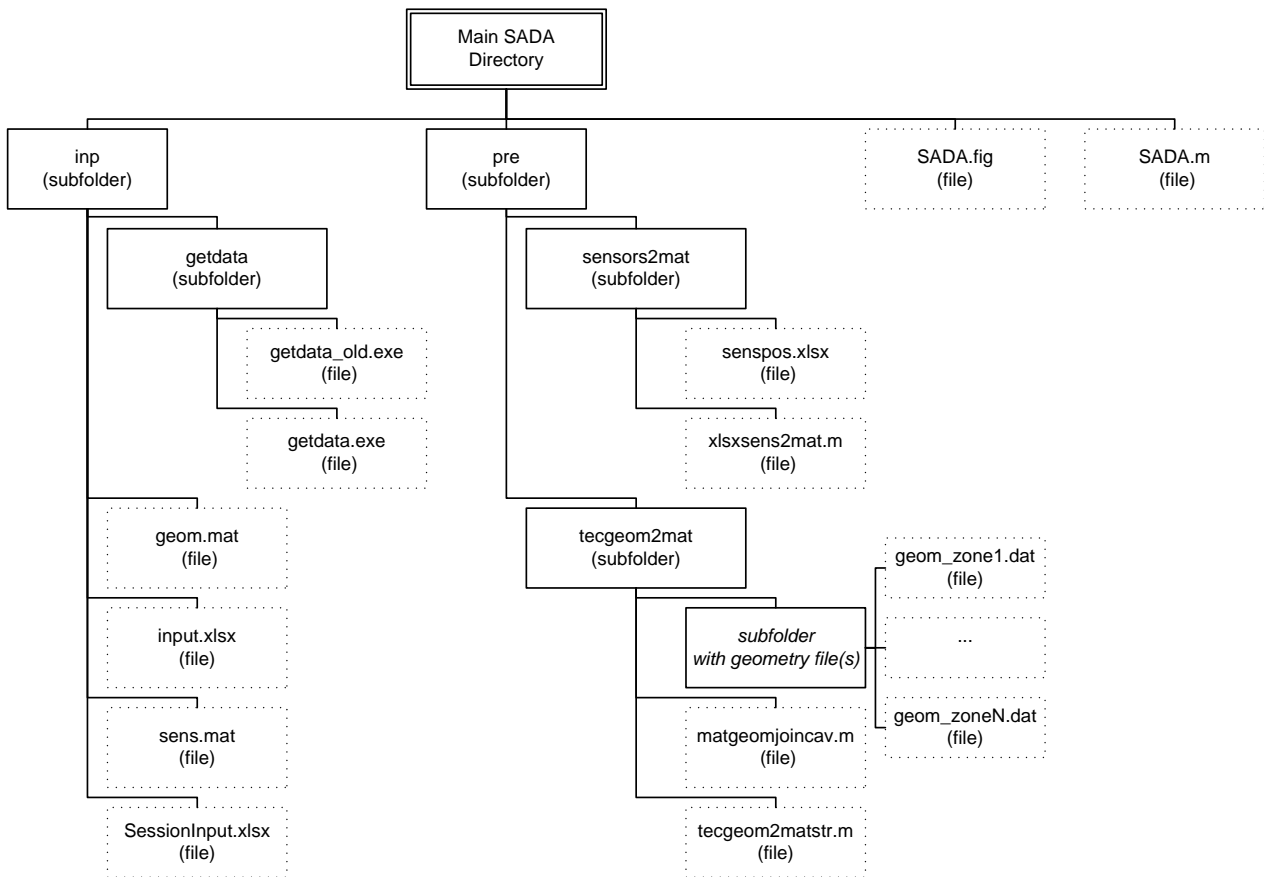 Main SADA
Directory
inp
(subfolder)
pre
(subfolder)
SADA.fig
(file)
SADA.m
(file)
getdata
(subfolder)
sensors2mat
(subfolder)
getdata_old.exe
(file)
senspos.xlsx
(file)
getdata.exe
(file)
xlsxsens2mat.m
(file)
geom.mat
(file)
tecgeom2mat
(subfolder)
geom_zone1.dat
(file)
input.xlsx
(file)
subfolder
with geometry file(s)
...
sens.mat
(file)
matgeomjoincav.m
(file)
geom_zoneN.dat
(file)
SessionInput.xlsx
(file)
tecgeom2matstr.m
(file)